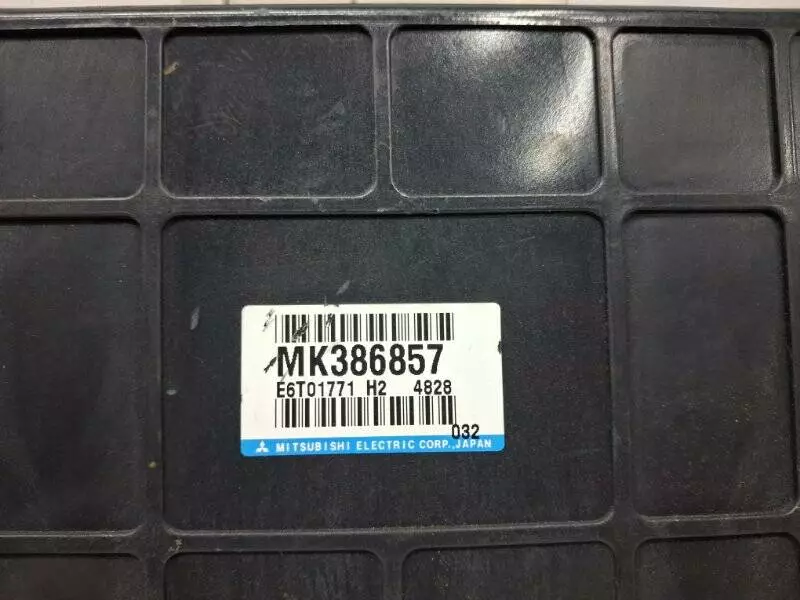 MK386857
E6T01771 H2 4828
032
MITSUBISHI ELECTRIC CORP., JAPAN